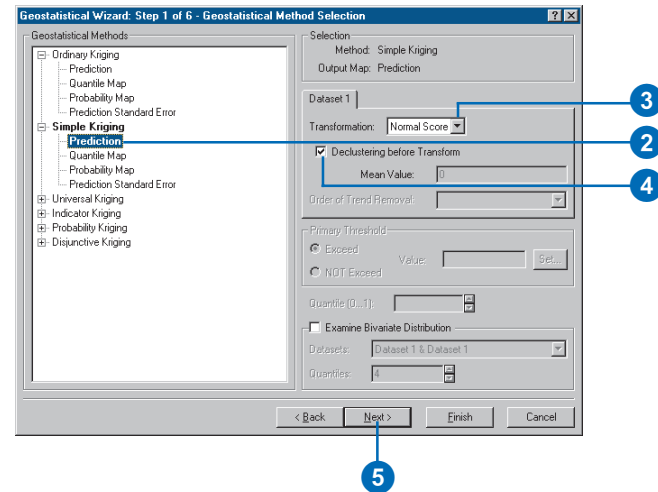 Geostatistical Wizard: Step 1 of 6 - Geostatistical Method Selection
Geostatistical Methods
Ordinary Kriging
Prediction
Quantile Map
Probability Map
Prediction Standard Error
Simple Kriging
Prediction
Quantile Map
Probability Map
Prediction Standard Error
Universal Kriging
Indicator Kriging
Probability Kriging
Disjunctive Kriging
Selection
Method: Simple Kriging
Output Map: Prediction
Dataset 1
Transformation: Normal Score
Declustering before Transform
Mean Value: 0
Order of Trend Removal:
Primary Threshold
Exceed
Value:
Set...
NOT Exceed
Quantile (0...1):
Examine Bivariate Distribution
Datasets: Dataset 1 & Dataset 1
Quantiles: 4
< Back
Next >
Finish
Cancel
3
2
4
5